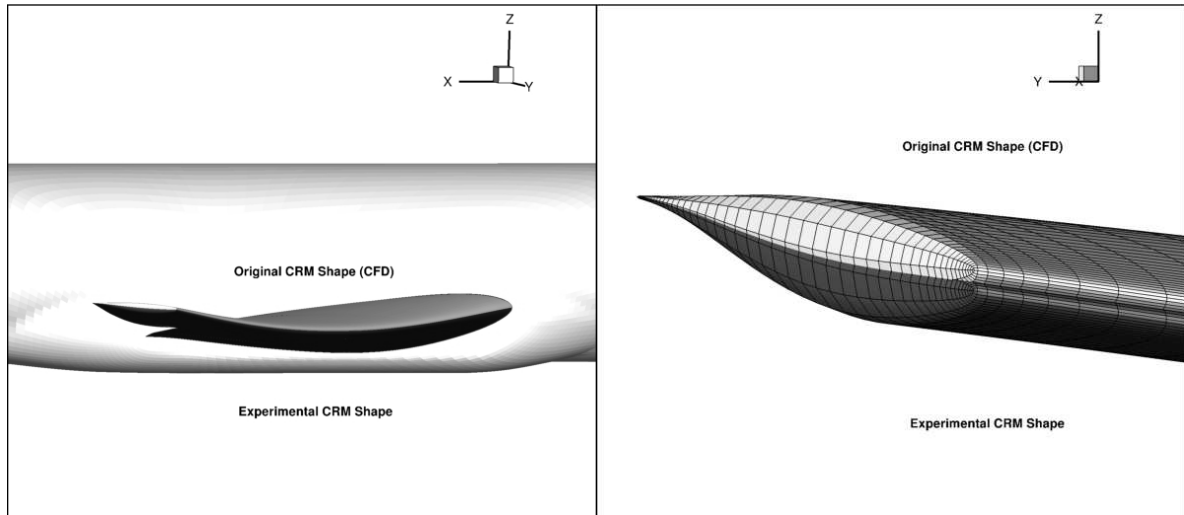 Z
X
Y
Original CRM Shape (CFD)
Experimental CRM Shape
Z
Y
X
Original CRM Shape (CFD)
Experimental CRM Shape